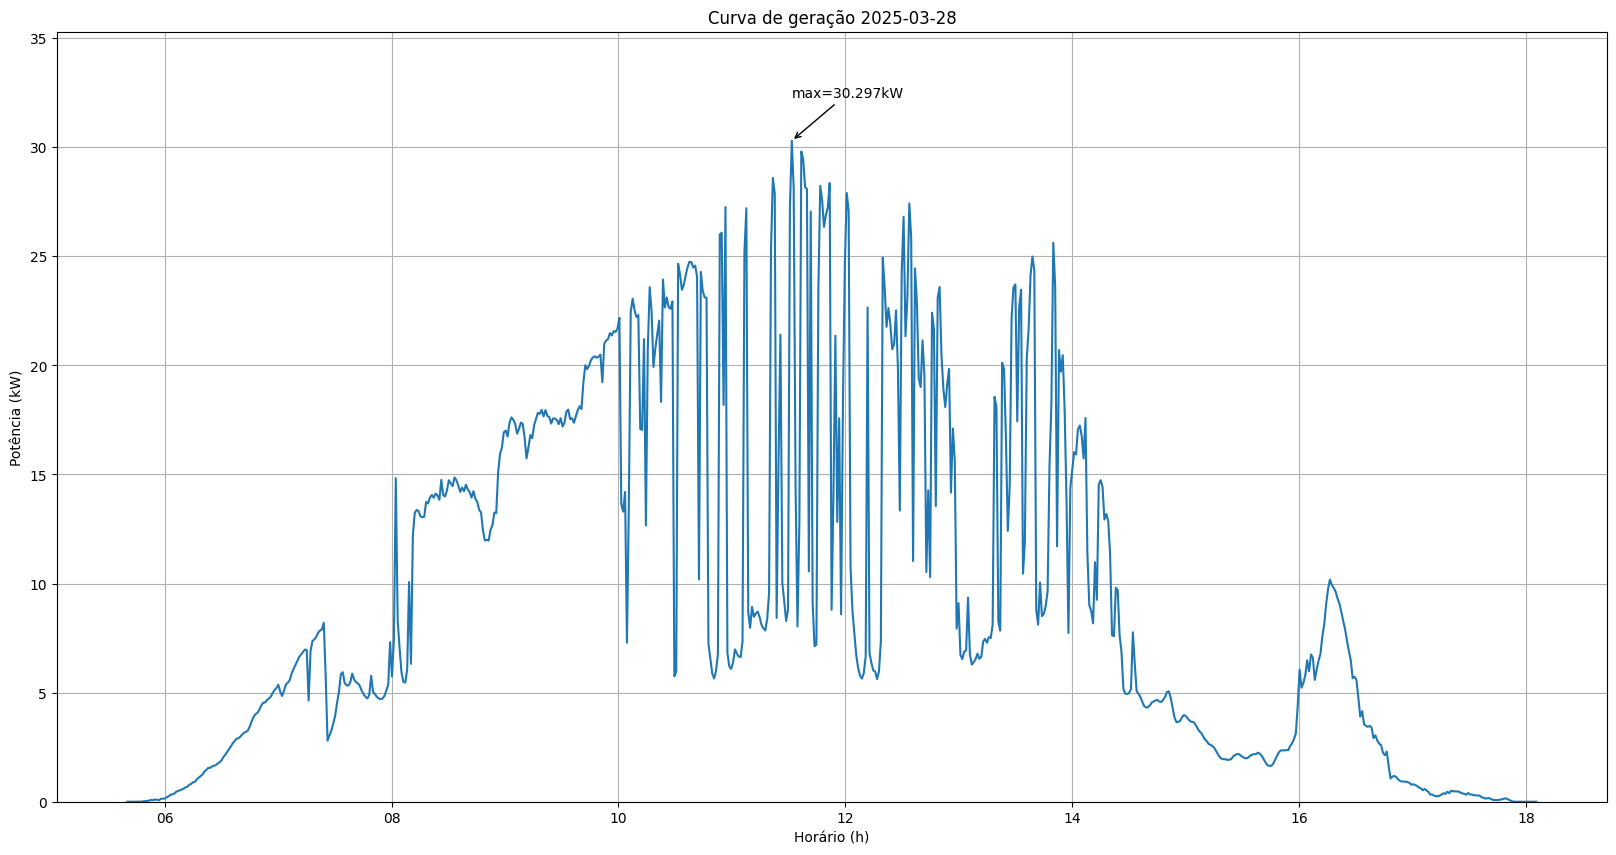 Curva de geração 2025-03-28
35
max=30.297kW
30
25
20
15
10
5
0
Potência (kW)
06 08 10 12 14 16 18
Horário (h)